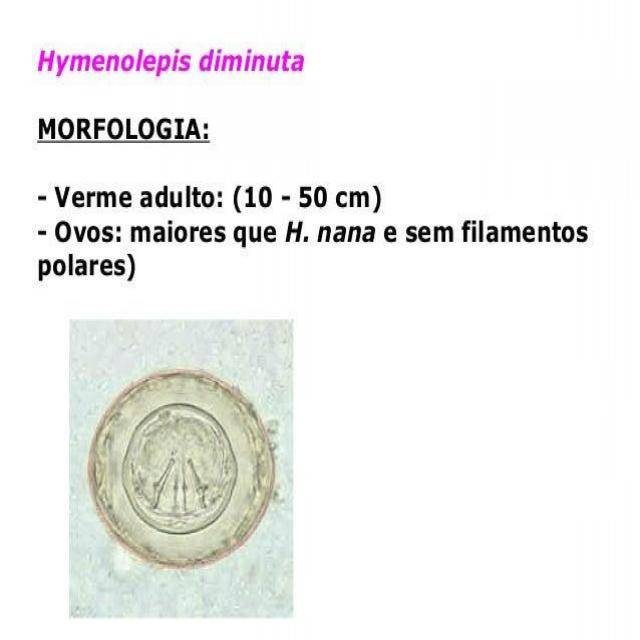 Hymenolepis diminuta
MORFOLOGIA:
- Verme adulto: (10 - 50 cm)
- Ovos: maiores que H. nana e sem filamentos
polares)